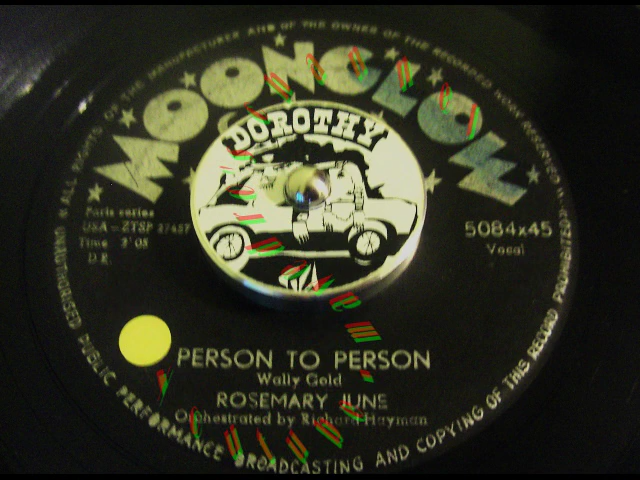 ALL RIGHTS OF THE MANUFACTURER AND OF THE OWNER OF THE RECORDED WORK RESERVED
MOONGLOW
DOROTHY
Paris series
USA = ZTSP 27457
Time 2' 05
D.R.
5084x45
Vocal
PERSON TO PERSON
Wally Gold
ROSEMARY JUNE
Orchestrated by Richard Hayman
UNAUTHORISED PUBLIC PERFORMANCE BROADCASTING AND COPYING OF THIS RECORD PROHIBITED